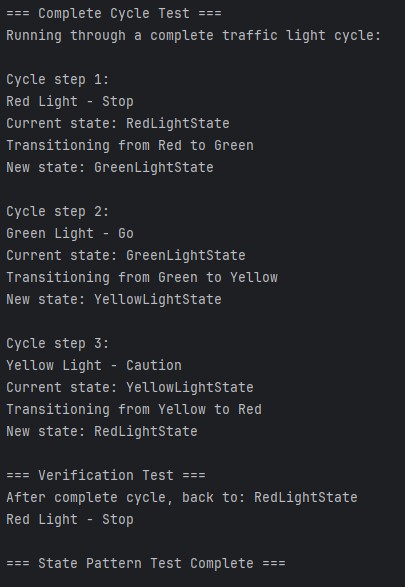 === Complete Cycle Test ===
Running through a complete traffic light cycle:
Cycle step 1:
Red Light - Stop
Current state: RedLightState
Transitioning from Red to Green
New state: GreenLightState
Cycle step 2:
Green Light - Go
Current state: GreenLightState
Transitioning from Green to Yellow
New state: YellowLightState
Cycle step 3:
Yellow Light - Caution
Current state: YellowLightState
Transitioning from Yellow to Red
New state: RedLightState
=== Verification Test ===
After complete cycle, back to: RedLightState
Red Light - Stop
=== State Pattern Test Complete ===